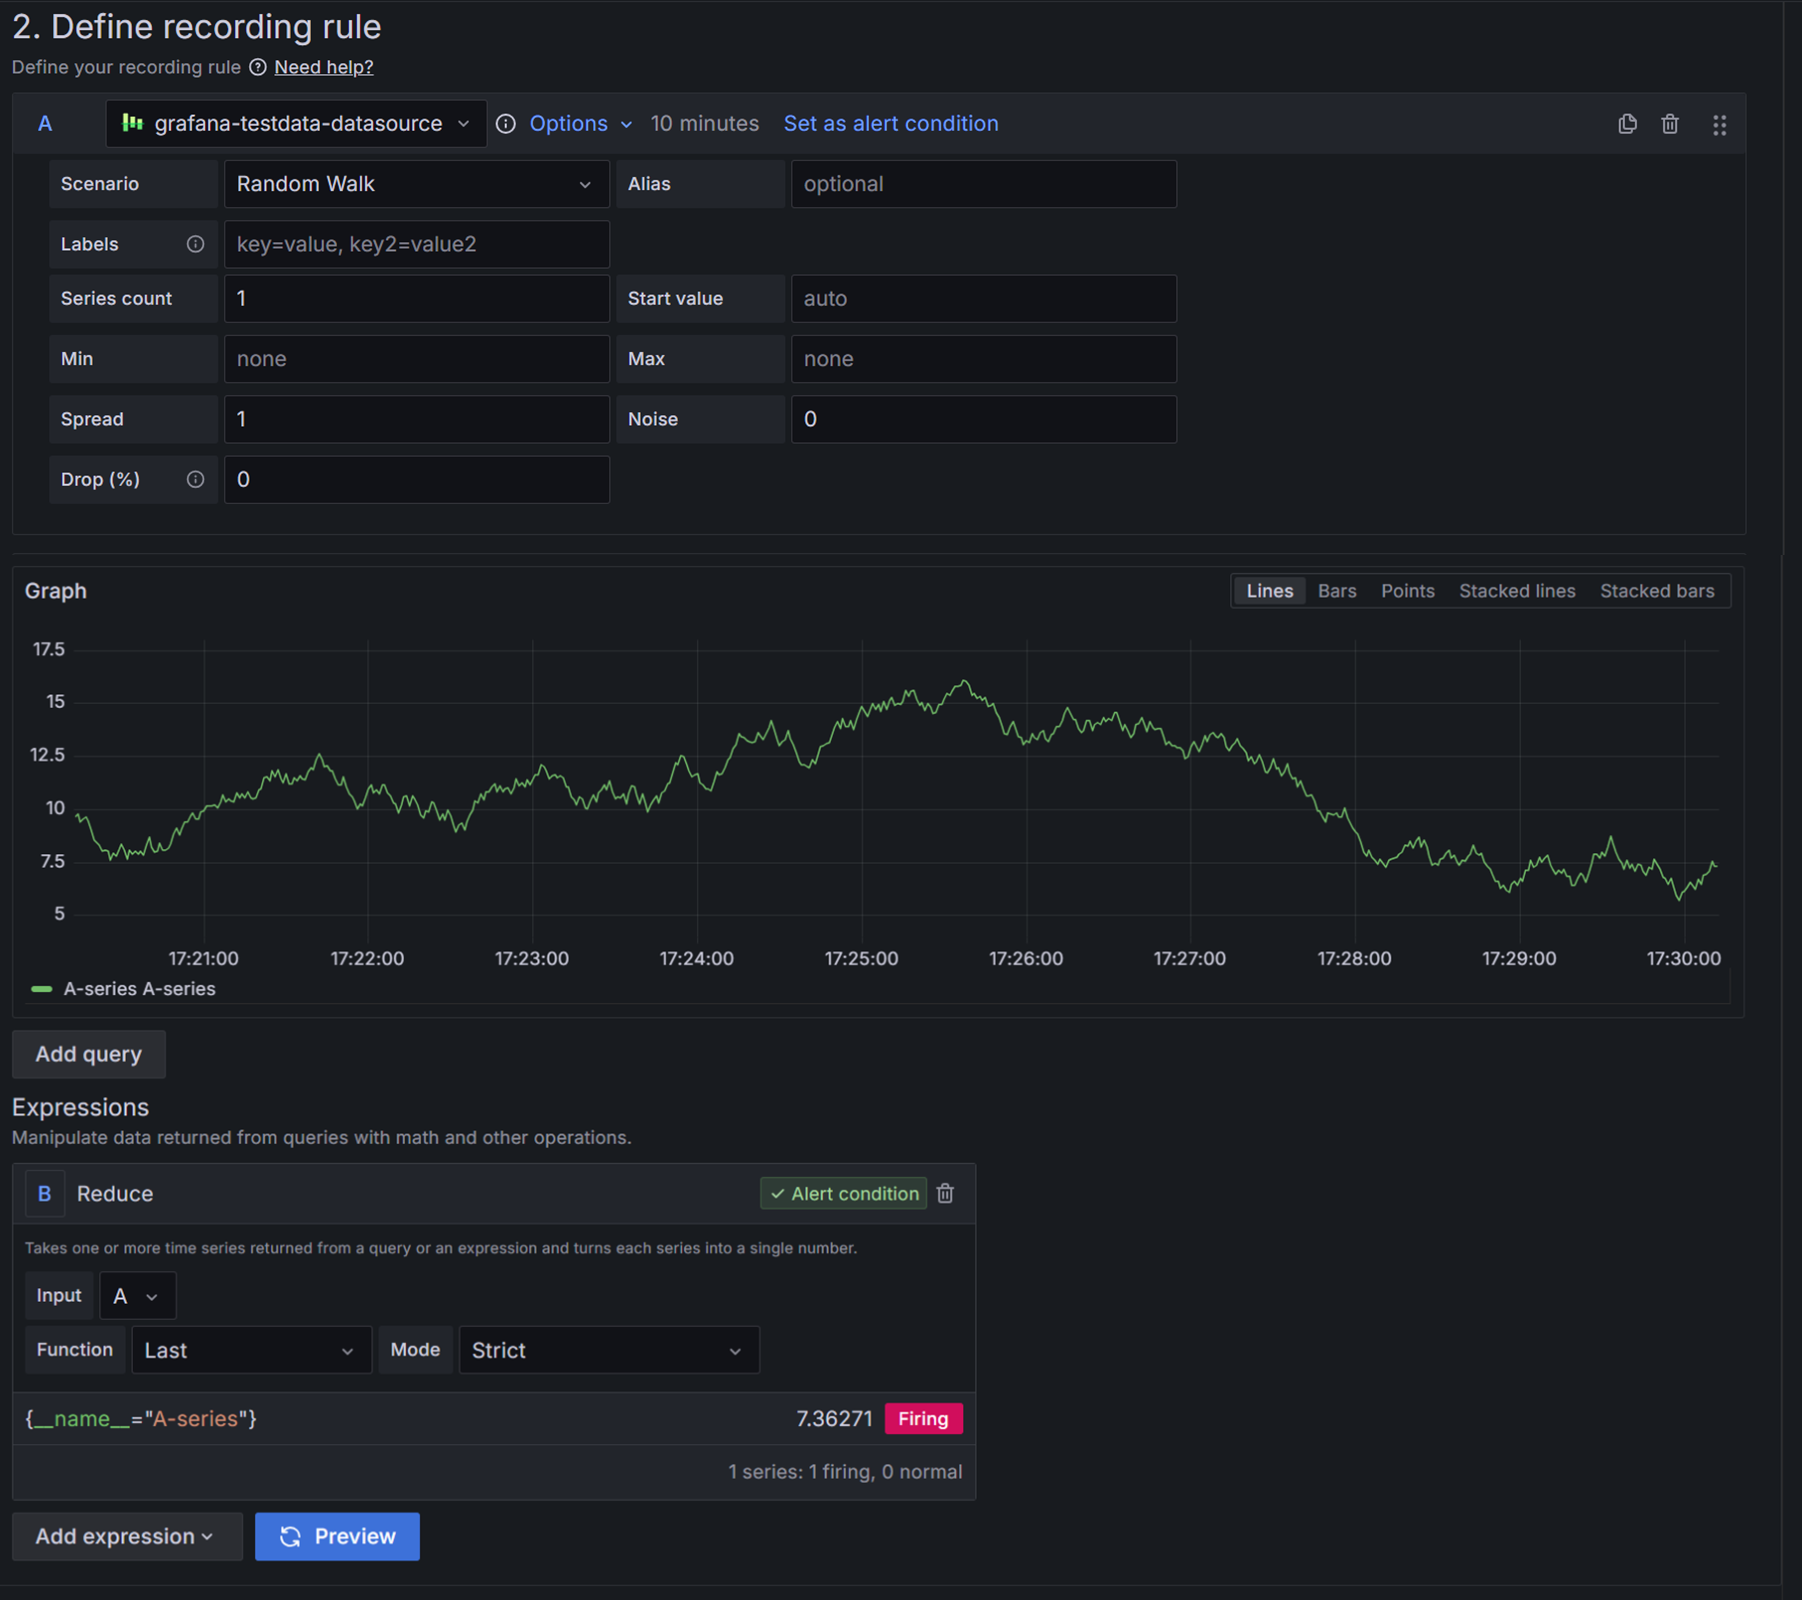 2. Define recording rule
Define your recording rule Need help?
A grafana-testdata-datasource Options 10 minutes Set as alert condition
Scenario Random Walk Alias optional
Labels key=value, key2=value2
Series count 1 Start value auto
Min none Max none
Spread 1 Noise 0
Drop (%) 0
Graph Lines Bars Points Stacked lines Stacked bars
17.5
15
12.5
10
7.5
5
17:21:00 17:22:00 17:23:00 17:24:00 17:25:00 17:26:00 17:27:00 17:28:00 17:29:00 17:30:00
A-series A-series
Add query
Expressions
Manipulate data returned from queries with math and other operations.
B Reduce Alert condition
Takes one or more time series returned from a query or an expression and turns each series into a single number.
Input A
Function Last Mode Strict
{__name__="A-series"} 7.36271 Firing
1 series: 1 firing, 0 normal
Add expression Preview